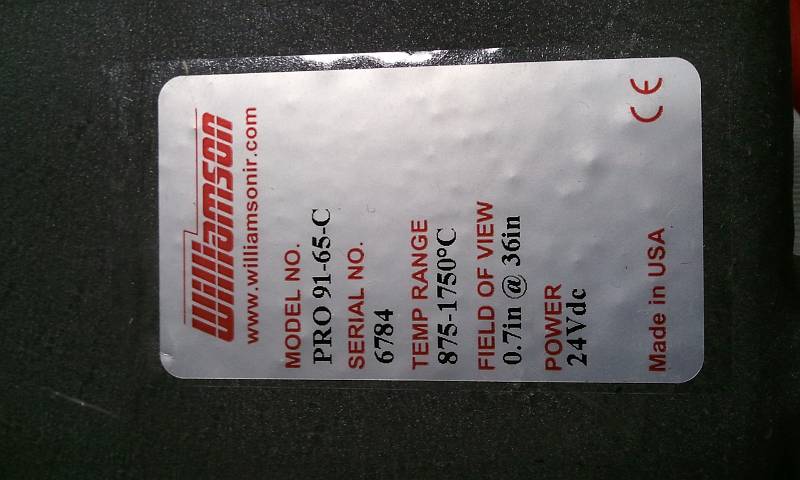 Williamson
www.williamsonir.com
MODEL NO.
PRO 91-65-C
SERIAL NO.
6784
TEMP RANGE
875-1750°C
FIELD OF VIEW
0.7in @ 36in
POWER
24Vdc
Made in USA CE